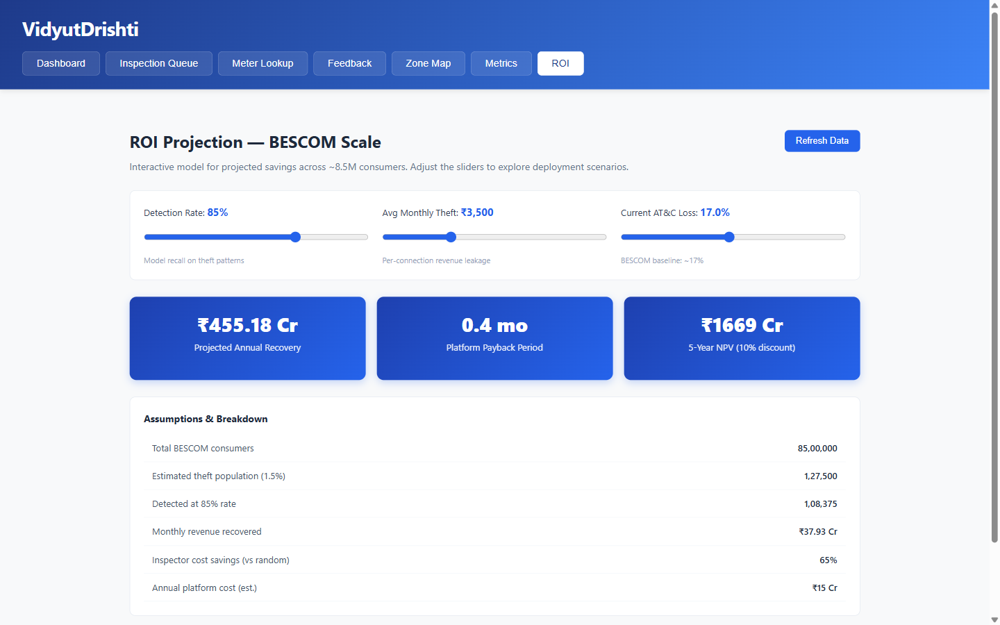 VidyutDrishti
Dashboard
Inspection Queue
Meter Lookup
Feedback
Zone Map
Metrics
ROI
ROI Projection — BESCOM Scale
Refresh Data
Interactive model for projected savings across ~8.5M consumers. Adjust the sliders to explore deployment scenarios.
Detection Rate: 85%
Model recall on theft patterns
Avg Monthly Theft: ₹3,500
Per-connection revenue leakage
Current AT&C Loss: 17.0%
BESCOM baseline: ~17%
₹455.18 Cr
Projected Annual Recovery
0.4 mo
Platform Payback Period
₹1669 Cr
5-Year NPV (10% discount)
Assumptions & Breakdown
Total BESCOM consumers 85,00,000
Estimated theft population (1.5%) 1,27,500
Detected at 85% rate 1,08,375
Monthly revenue recovered ₹37.93 Cr
Inspector cost savings (vs random) 65%
Annual platform cost (est.) ₹15 Cr